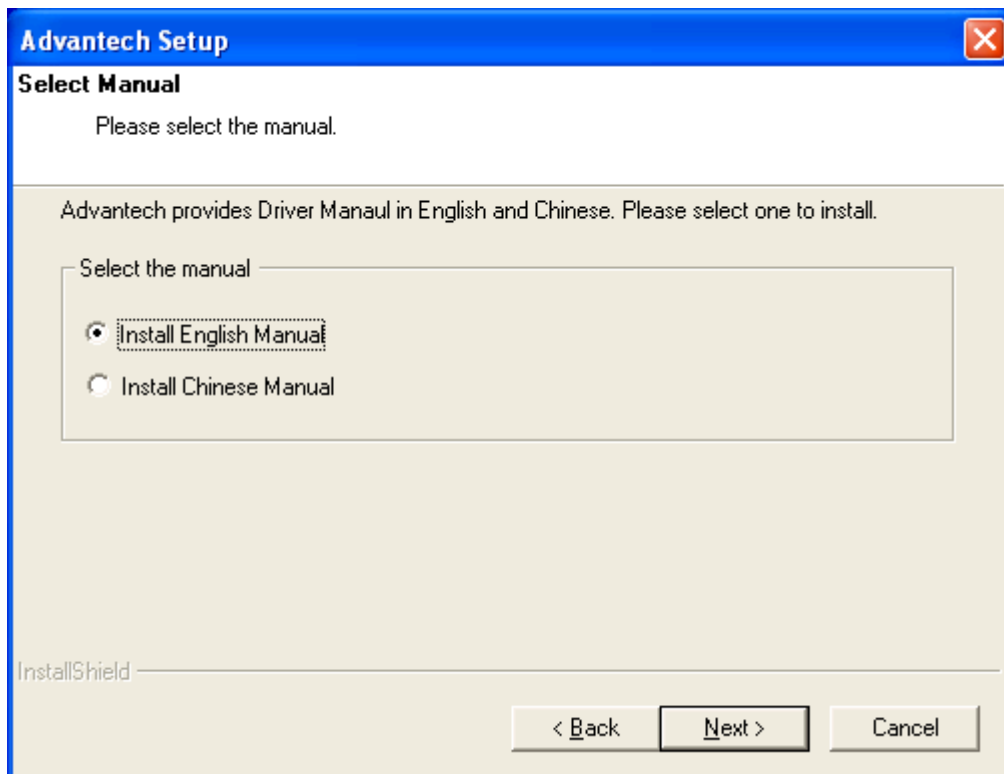 Advantech Setup
Select Manual
Please select the manual.
Advantech provides Driver Manaul in English and Chinese. Please select one to install.
Select the manual
Install English Manual
Install Chinese Manual
InstallShield
< Back
Next >
Cancel